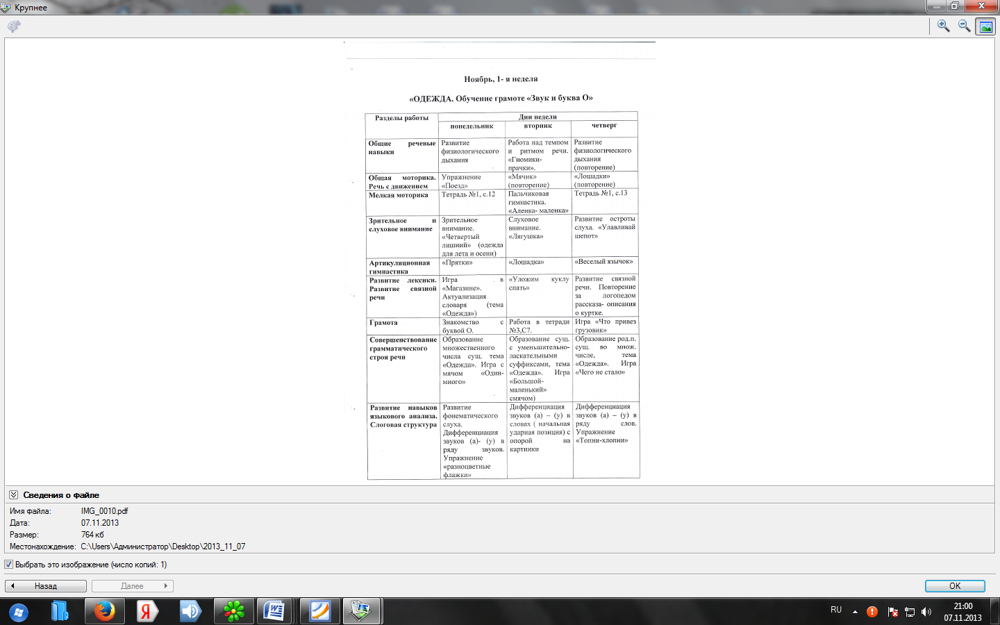 Крупнее
Ноябрь, 1- я неделя
«ОДЕЖДА. Обучение грамоте «Звук и буква О»
Разделы работы
Дни недели
понедельник
вторник
четверг
Общие речевые
навыки
Развитие
физиологического
дыхания
Работа над темпом
и ритмом речи.
«Гномики-
прачки».
Развитие
физиологического
дыхания
(повторение)
Общая моторика.
Речь с движением
Упражнение
«Поезд»
«Мячик»
(повторение)
«Лошадки»
(повторение)
Мелкая моторика
Тетрадь №1, с.12
Пальчиковая
гимнастика.
«Аленка- маленка»
Тетрадь №1, с.13
Зрительное и
слуховое внимание
Зрительное
внимание.
«Четвертый
лишний» (одежда
для лета и осени)
Слуховое
внимание.
«Лягушка»
Развитие остроты
слуха. «Улавливай
шепот»
Артикуляционная
гимнастика
«Прятки»
«Лошадка»
«Веселый язычок»
Развитие лексики.
Развитие связной
речи
Игра в
«Магазине».
Актуализация
словаря (тема
«Одежда»)
«Уложим куклу
спать»
Развитие связной
речи. Повторение
за логопедом
рассказа- описания
о куртке.
Грамота
Знакомство с
буквой О.
Работа в тетради
№3,С7.
Игра «Что привез
грузовик»
Совершенствование
грамматического
строя речи
Образование
множественного
числа сущ. тема
«Одежда». Игра с
мячом «Один-
много»
Образование сущ.
с уменьшительно-
ласкательными
суффиксами, тема
«Одежда». Игра
«Большой-
маленький»
смячом)
Образование род.п.
сущ. во множ.
числе, тема
«Одежда». Игра
«Чего не стало»
Развитие навыков
языкового анализа.
Слоговая структура
Развитие
фонематического
слуха.
Дифференциация
звуков (а)- (у) в
ряду звуков.
Упражнение
«разноцветные
флажки»
Дифференциация
звуков (а) – (у) в
словах ( начальная
ударная позиция) с
опорой на
картинки
Дифференциация
звуков (а) – (у) в
ряду слов.
Упражнение
«Топни-хлопни»
Сведения о файле
Имя файла: IMG_0010.pdf
Дата: 07.11.2013
Размер: 764 кб
Местонахождение: C:\Users\Администратор\Desktop\2013_11_07
Выбрать это изображение (число копий: 1)
Назад
Далее
OK
Я
W
RU
21:00
07.11.2013